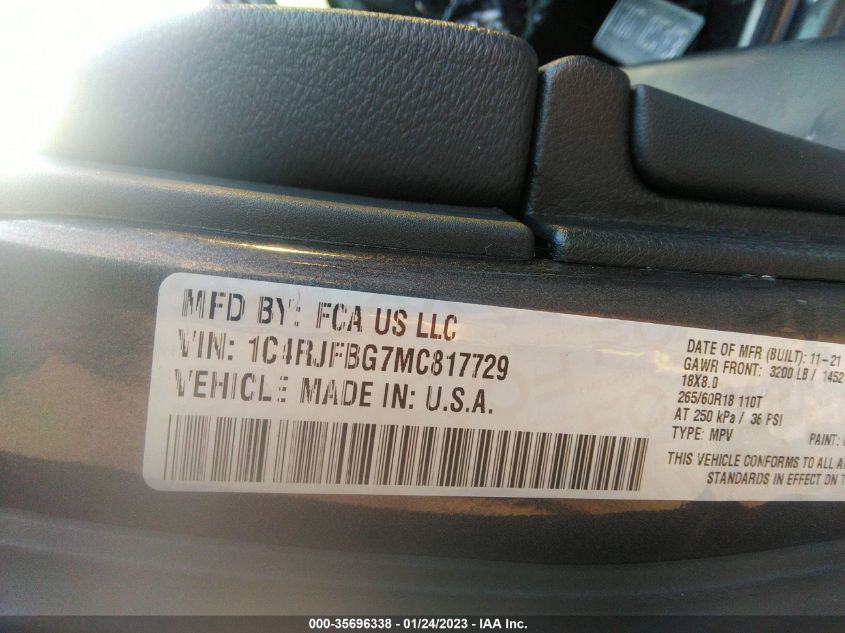 MFD BY: FCA US LLC
VIN: 1C4RJFBG7MC817729
VEHICLE MADE IN: U.S.A.
DATE OF MFR (BUILT): 11-21
GAWR FRONT: 3200 LB / 1452
18X8.0
265/60R18 110T
AT 250 kPa / 36 PSI
TYPE: MPV
PAINT:
THIS VEHICLE CONFORMS TO ALL A
STANDARDS IN EFFECT ON T
000-35696338 - 01/24/2023 - IAA Inc.